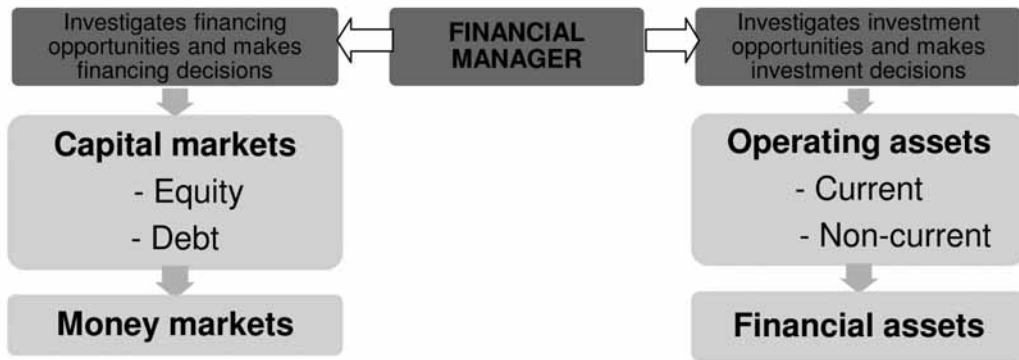 Investigates financing
opportunities and makes
financing decisions
FINANCIAL
MANAGER
Investigates investment
opportunities and makes
investment decisions
Capital markets
- Equity
- Debt
Operating assets
- Current
- Non-current
Money markets
Financial assets